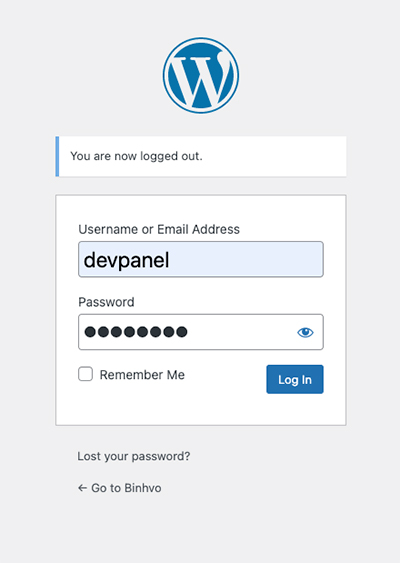 You are now logged out.
Username or Email Address
devpanel
Password
●●●●●●●●
Remember Me
Log In
Lost your password?
← Go to Binhvo